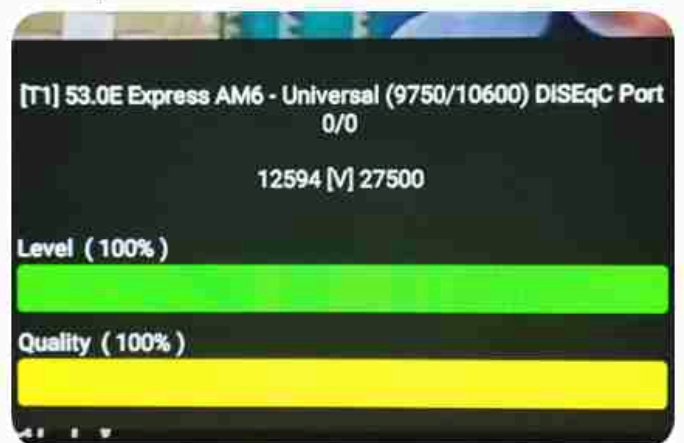 [T1] 53.0E Express AM6 - Universal (9750/10600) DISEqC Port
0/0
12594 [V] 27500
Level ( 100% )
Quality ( 100% )